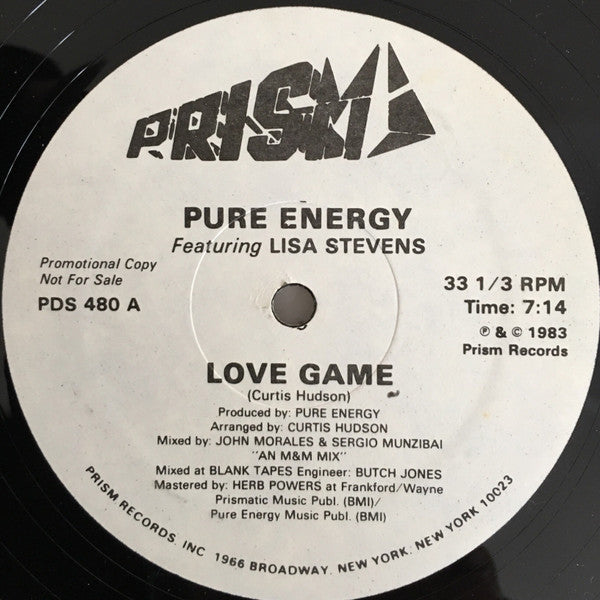 PRISM
PURE ENERGY
Featuring LISA STEVENS
Promotional Copy
Not For Sale
PDS 480 A
33 1/3 RPM
Time: 7:14
℗ & © 1983
Prism Records
LOVE GAME
(Curtis Hudson)
Produced by: PURE ENERGY
Arranged by: CURTIS HUDSON
Mixed by: JOHN MORALES & SERGIO MUNZIBAI
"AN M&M MIX"
Mixed at BLANK TAPES Engineer: BUTCH JONES
Mastered by: HERB POWERS at Frankford/Wayne
Prismatic Music Publ. (BMI)/
Pure Energy Music Publ. (BMI)
PRISM RECORDS, INC 1966 BROADWAY, NEW YORK, NEW YORK 10023